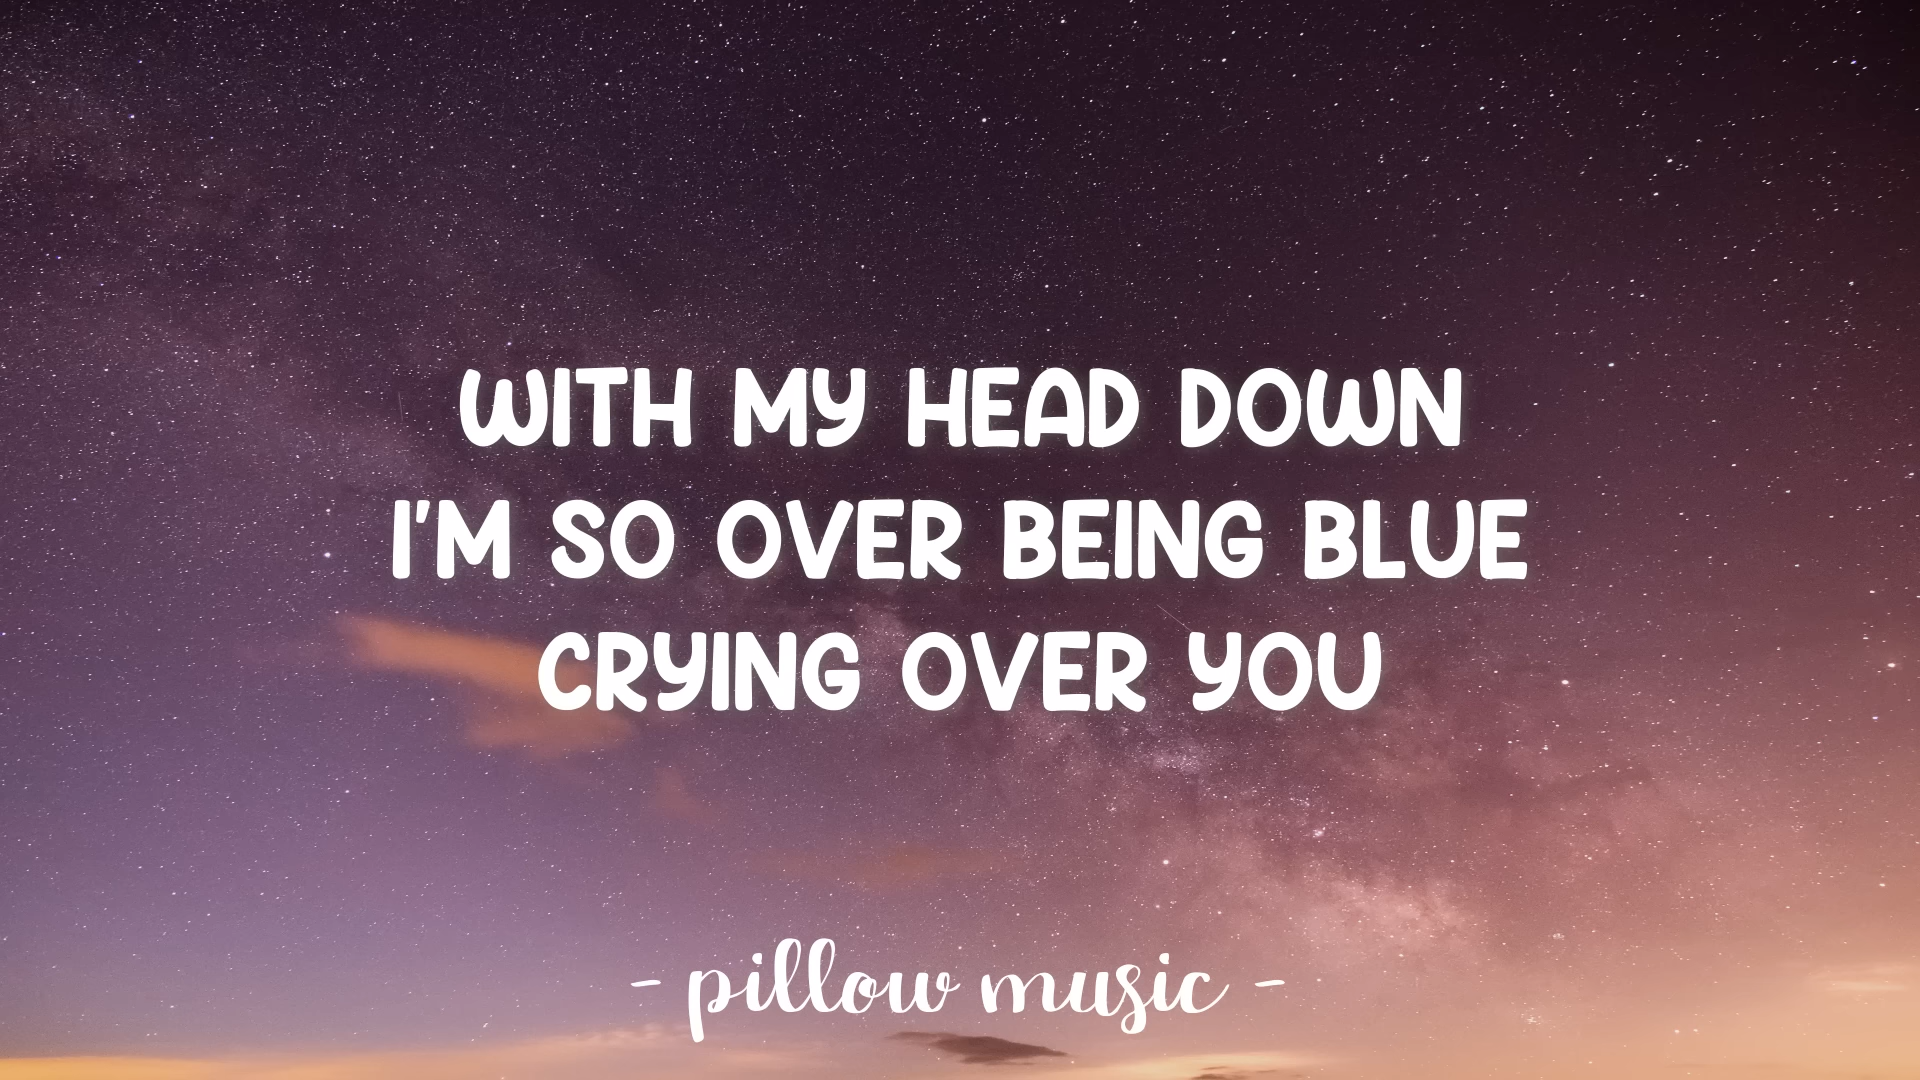 WITH MY HEAD DOWN
I'M SO OVER BEING BLUE
CRYING OVER YOU
- pillow music -